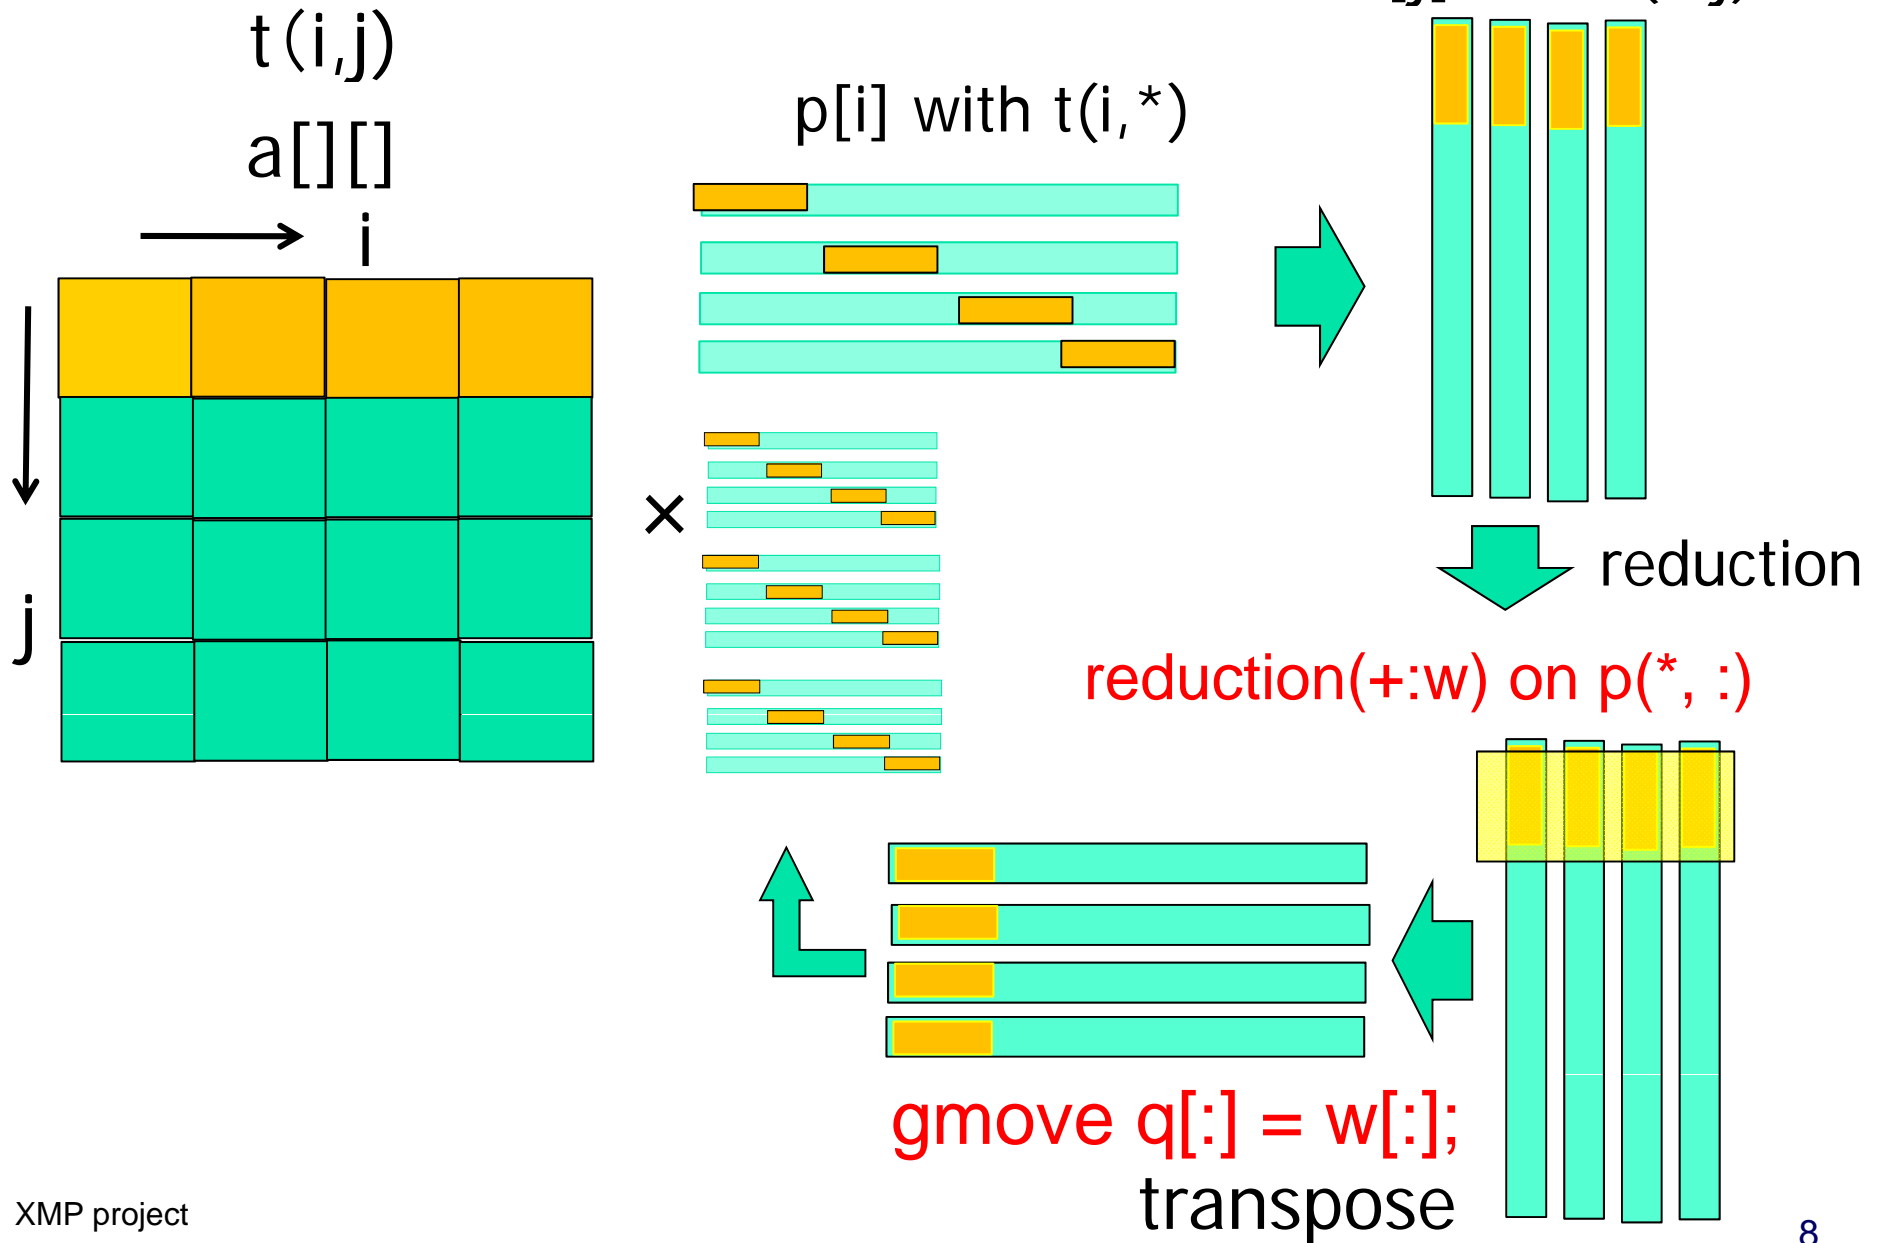 t(i,j)
a[][]
i
j
p[i] with t(i,*)
×
reduction
reduction(+:w) on p(*, :)
gmove q[:] = w[:];
transpose
XMP project
8